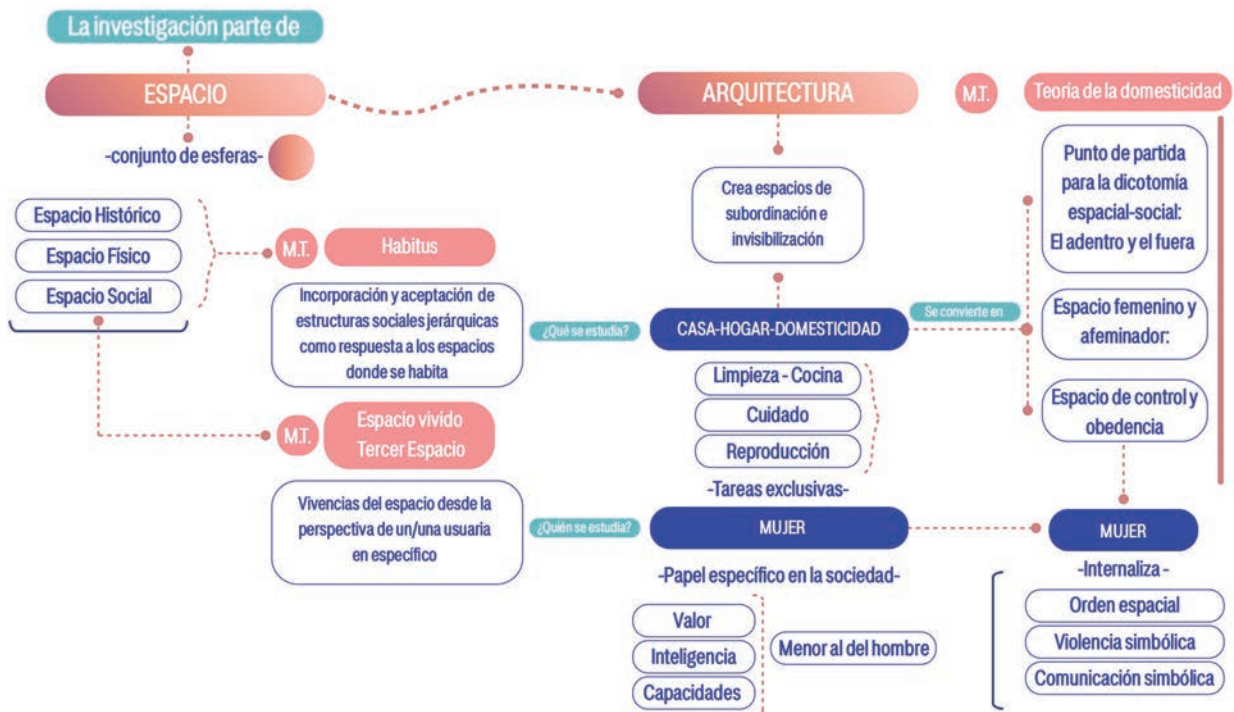 La investigación parte de
ESPACIO
-conjunto de esferas-
Espacio Histórico
Espacio Físico
Espacio Social
M.T.
Habitus
Incorporación y aceptación de
estructuras sociales jerárquicas
como respuesta a los espacios
donde se habita
M.T.
Espacio vivido
Tercer Espacio
Vivencias del espacio desde la
perspectiva de un/una usuaria
en específico
¿Qué se estudia?
¿Quién se estudia?
ARQUITECTURA
Crea espacios de
subordinación e
invisibilización
CASA-HOGAR-DOMESTICIDAD
Limpieza - Cocina
Cuidado
Reproducción
-Tareas exclusivas-
MUJER
-Papel específico en la sociedad-
Valor
Inteligencia
Capacidades
Menor al del hombre
Se convierte en
M.T.
Teoría de la domesticidad
Punto de partida
para la dicotomía
espacial-social:
El adentro y el fuera
Espacio femenino y
afeminador:
Espacio de control y
obedencia
MUJER
-Internaliza -
Orden espacial
Violencia simbólica
Comunicación simbólica